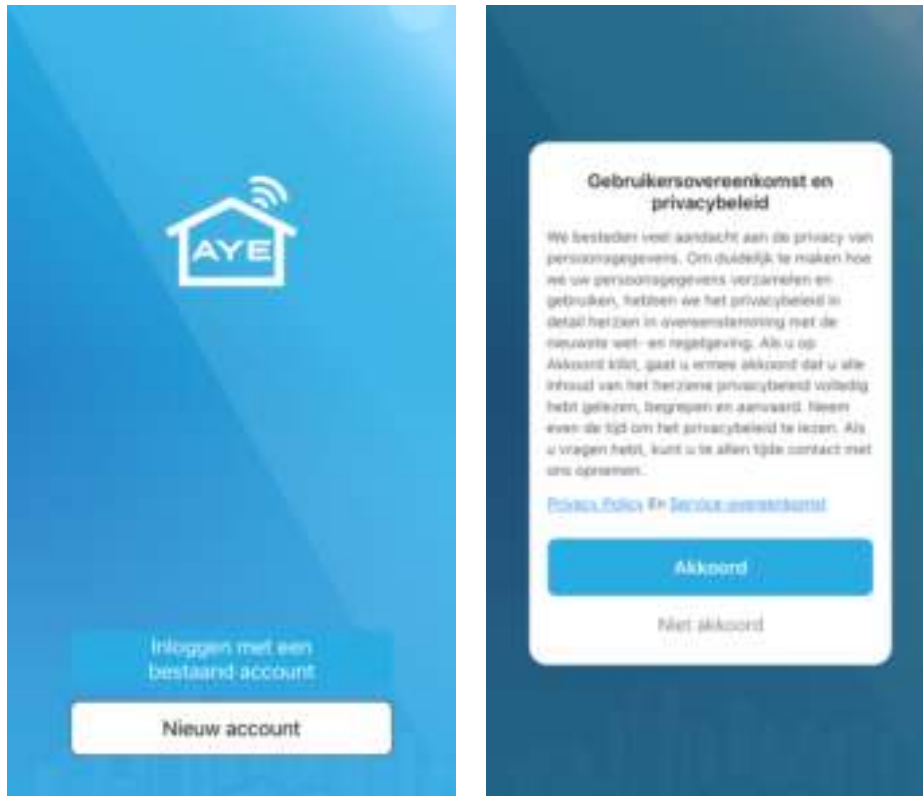 AYE
Inloggen met een
bestaand account
Nieuw account
Gebruikersovereenkomst en
privacybeleid
We besteden veel aandacht aan de privacy van
persoonsgegevens. Om duidelijk te maken hoe
we uw persoonsgegevens verzamelen en
gebruiken, hebben we het privacybeleid in
detail herzien in overeenstemming met de
nieuwste wet- en regelgeving. Als u op
Akkoord klikt, gaat u ermee akkoord dat u alle
inhoud van het herziene privacybeleid volledig
hebt gelezen, begrepen en aanvaard. Neem
even de tijd om het privacybeleid te lezen. Als
u vragen hebt, kunt u te allen tijde contact met
ons opnemen.
Privacy Policy En Service-overeenkomst
Akkoord
Niet akkoord